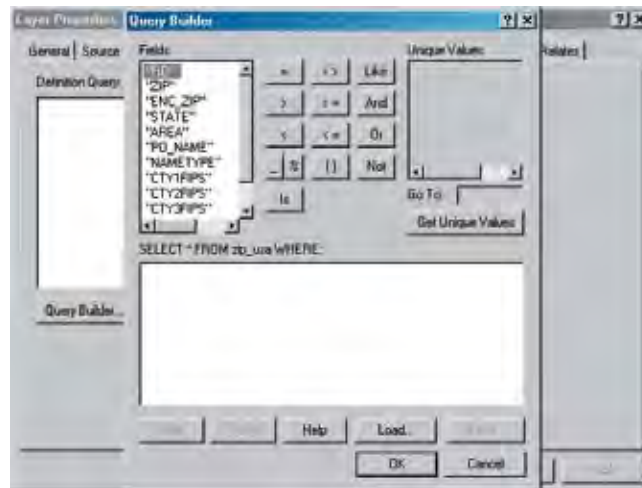 Layer Properties
Query Builder
General
Source
Definition Query:
Query Builder...
Fields:
"ZIP"
"ENC_ZIP"
"STATE"
"AREA"
"PO_NAME"
"NAMETYPE"
"CTY1FIPS"
"CTY2FIPS"
"CTY3FIPS"
= <> Like
> >= And
< <= Or
_ % () Not
Is
Unique Values:
Go To:
Get Unique Values
SELECT * FROM zip_usa WHERE:
Help
Load...
OK
Cancel
Relates